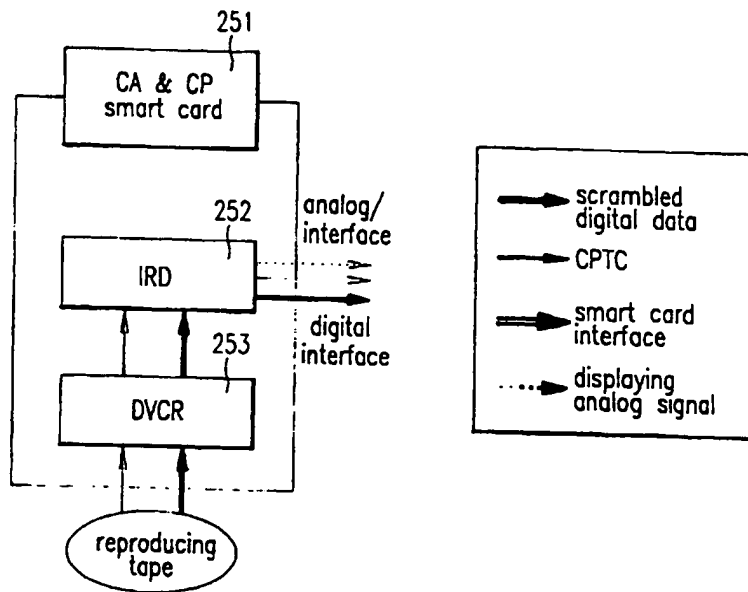 251
CA & CP
smart card
252
analog/
interface
IRD
digital
interface
253
DVCR
reproducing
tape
scrambled
digital data
CPTC
smart card
interface
displaying
analog signal